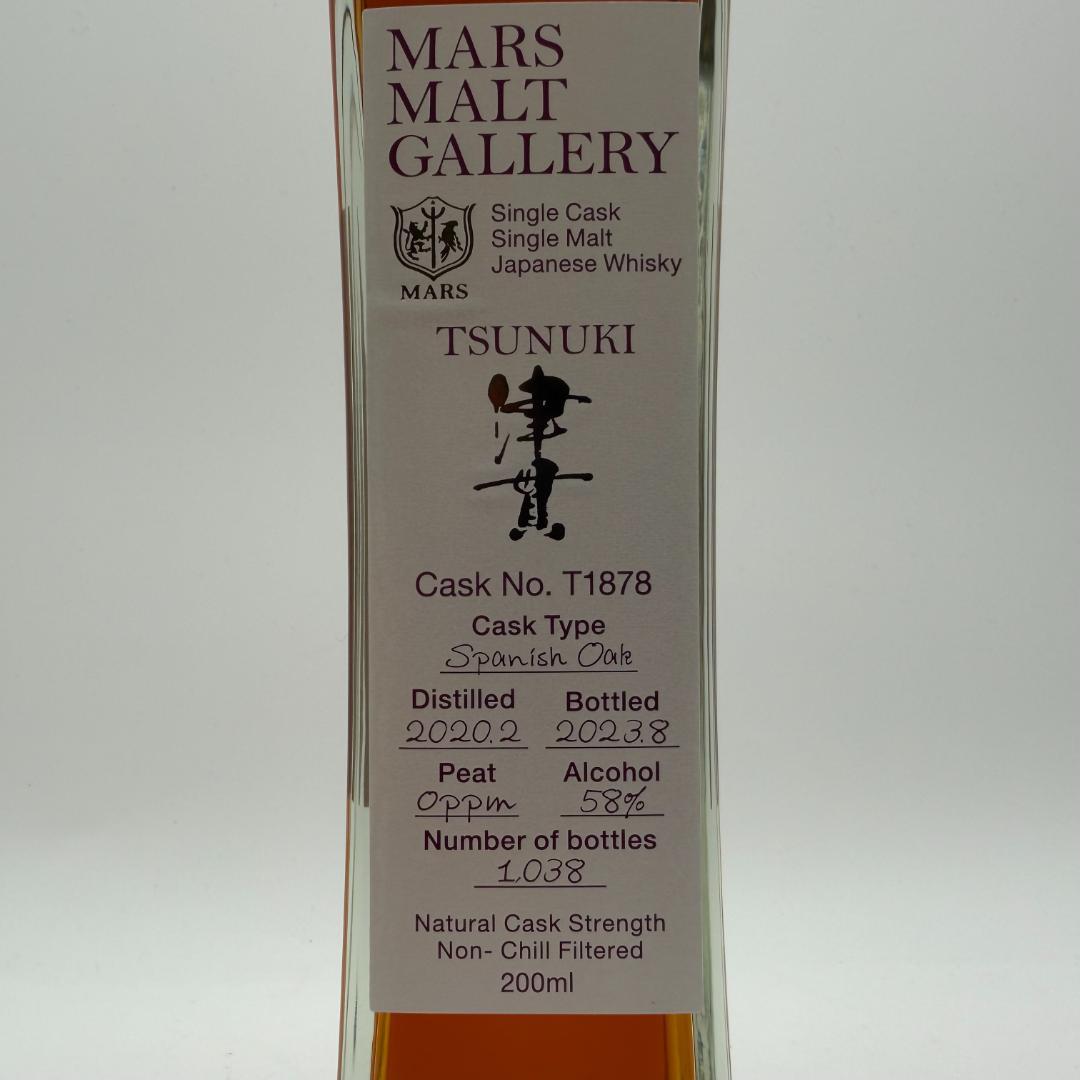 MARS
MALT
GALLERY
MARS
Single Cask
Single Malt
Japanese Whisky
TSUNUKI
津貫
Cask No. T1878
Cask Type
Spanish Oak
Distilled Bottled
2020.2 2023.8
Peat Alcohol
0ppm 58%
Number of bottles
1,038
Natural Cask Strength
Non- Chill Filtered
200ml